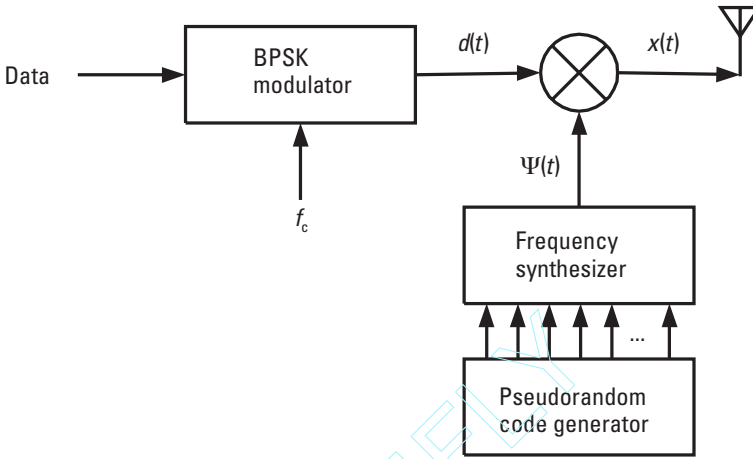 Data
BPSK
modulator
d(t)
x(t)
Ψ(t)
f_c
Frequency
synthesizer
...
Pseudorandom
code generator